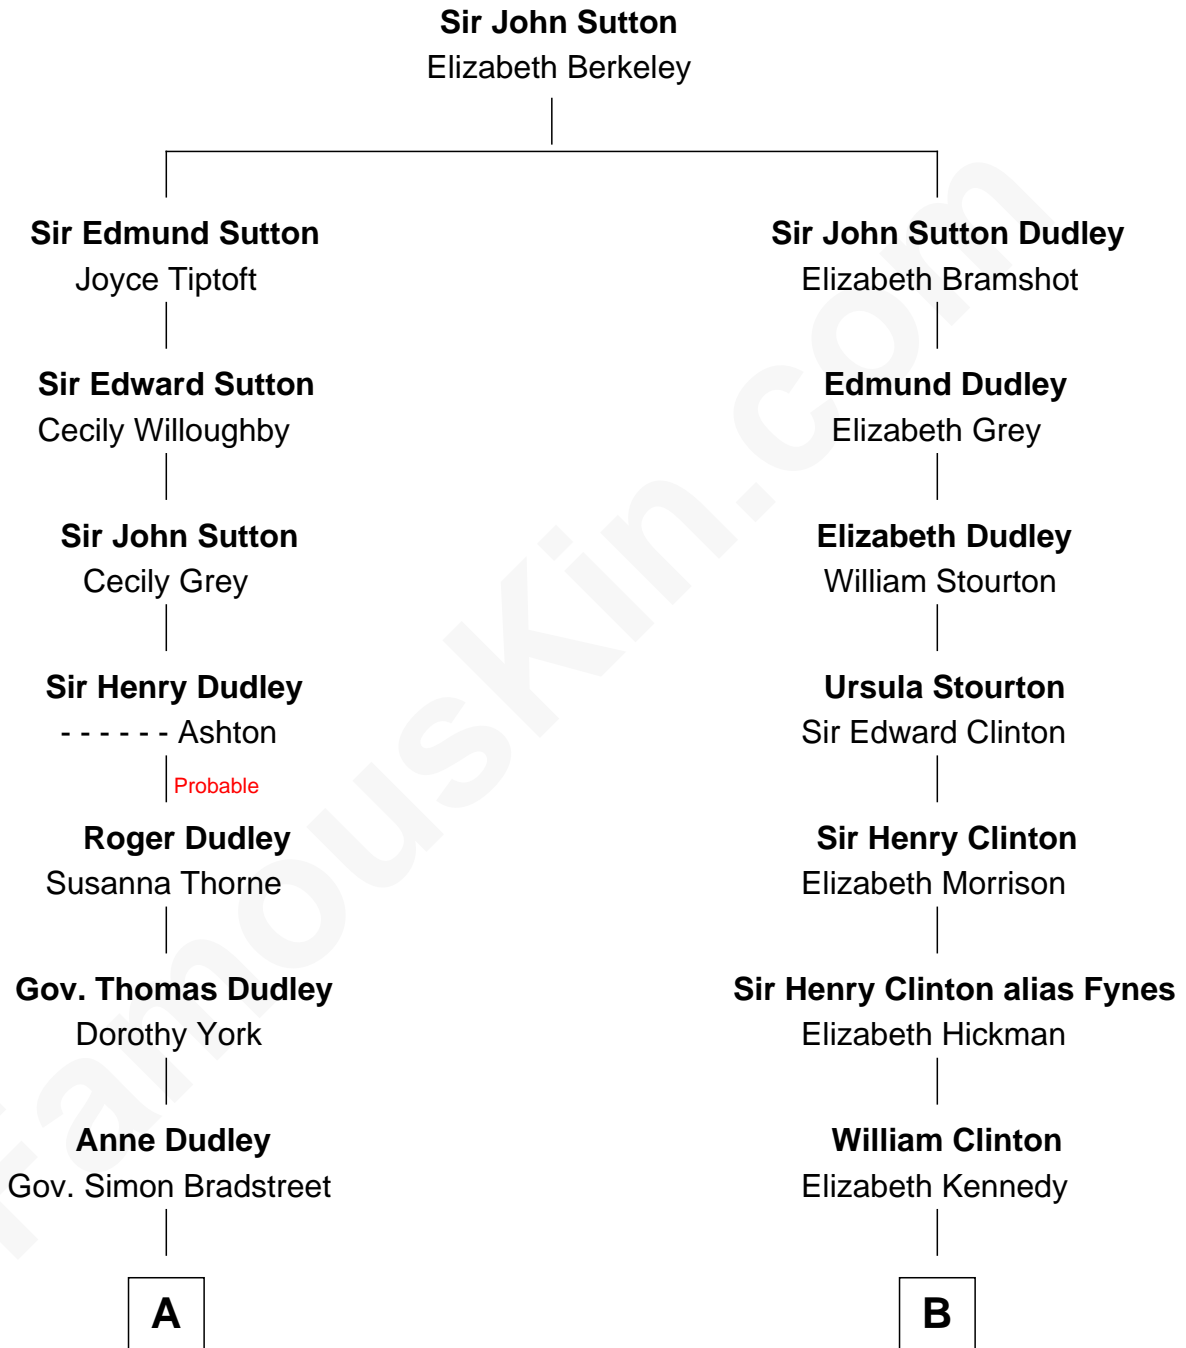 Sir John Sutton
Elizabeth Berkeley
Sir Edmund Sutton
Joyce Tiptoft
Sir John Sutton Dudley
Elizabeth Bramshot
Sir Edward Sutton
Cecily Willoughby
Edmund Dudley
Elizabeth Grey
Sir John Sutton
Cecily Grey
Elizabeth Dudley
William Stourton
Sir Henry Dudley
- - - - - - Ashton
Probable
Ursula Stourton
Sir Edward Clinton
Roger Dudley
Susanna Thorne
Sir Henry Clinton
Elizabeth Morrison
Gov. Thomas Dudley
Dorothy York
Sir Henry Clinton alias Fynes
Elizabeth Hickman
Anne Dudley
Gov. Simon Bradstreet
William Clinton
Elizabeth Kennedy
A
B
FamousKin.com